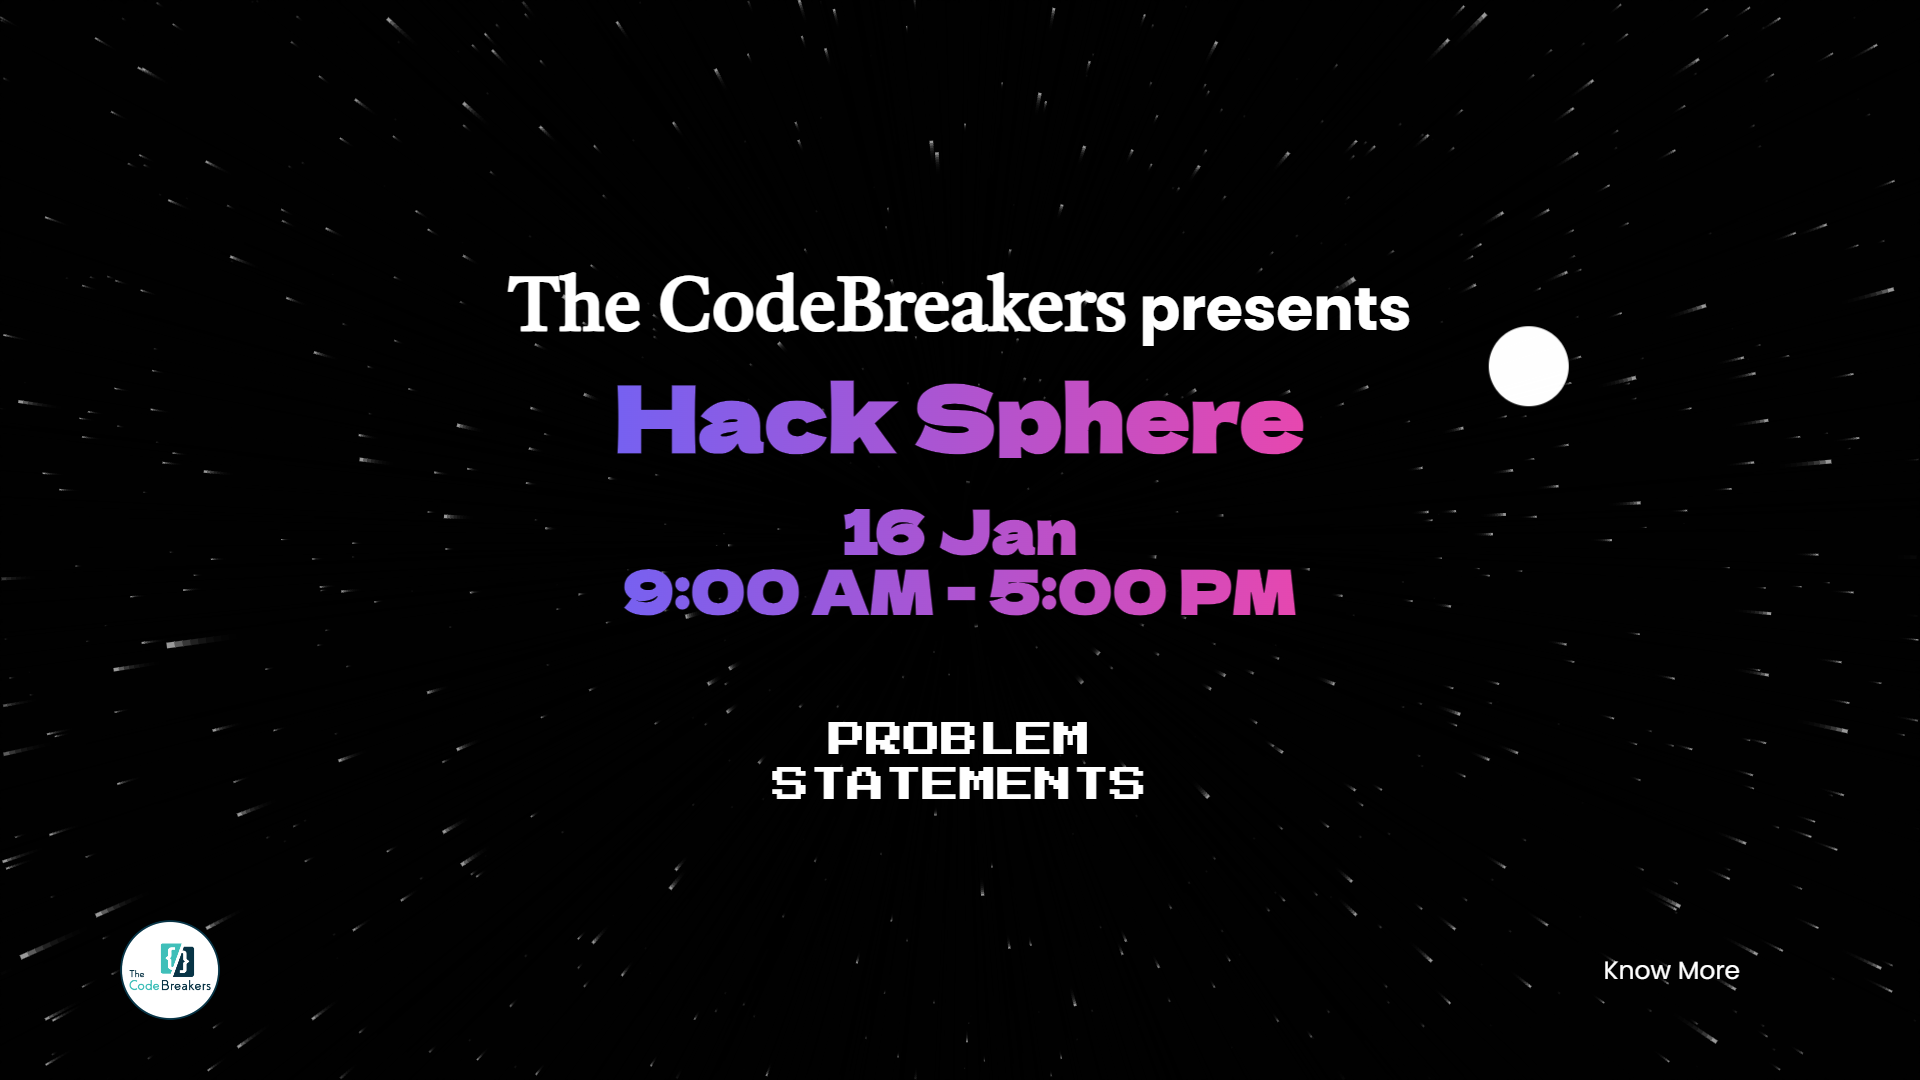 The CodeBreakers presents
Hack Sphere
16 Jan
9:00 AM - 5:00 PM
PROBLEM
STATEMENTS
{/}
The
CodeBreakers
Know More